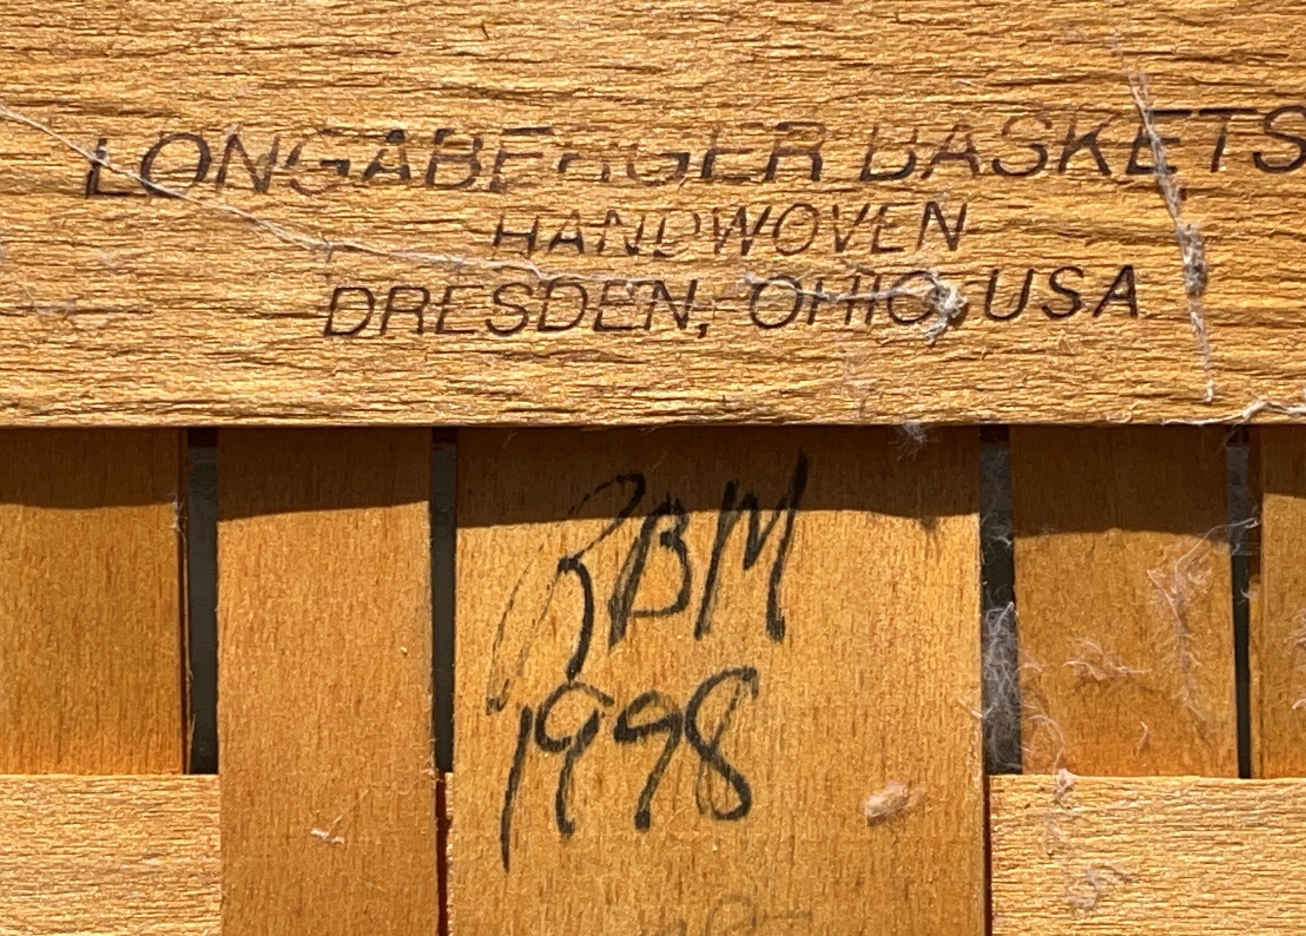 LONGABERGER BASKETS
HANDWOVEN
DRESDEN, OHIO, USA
RBM
1998